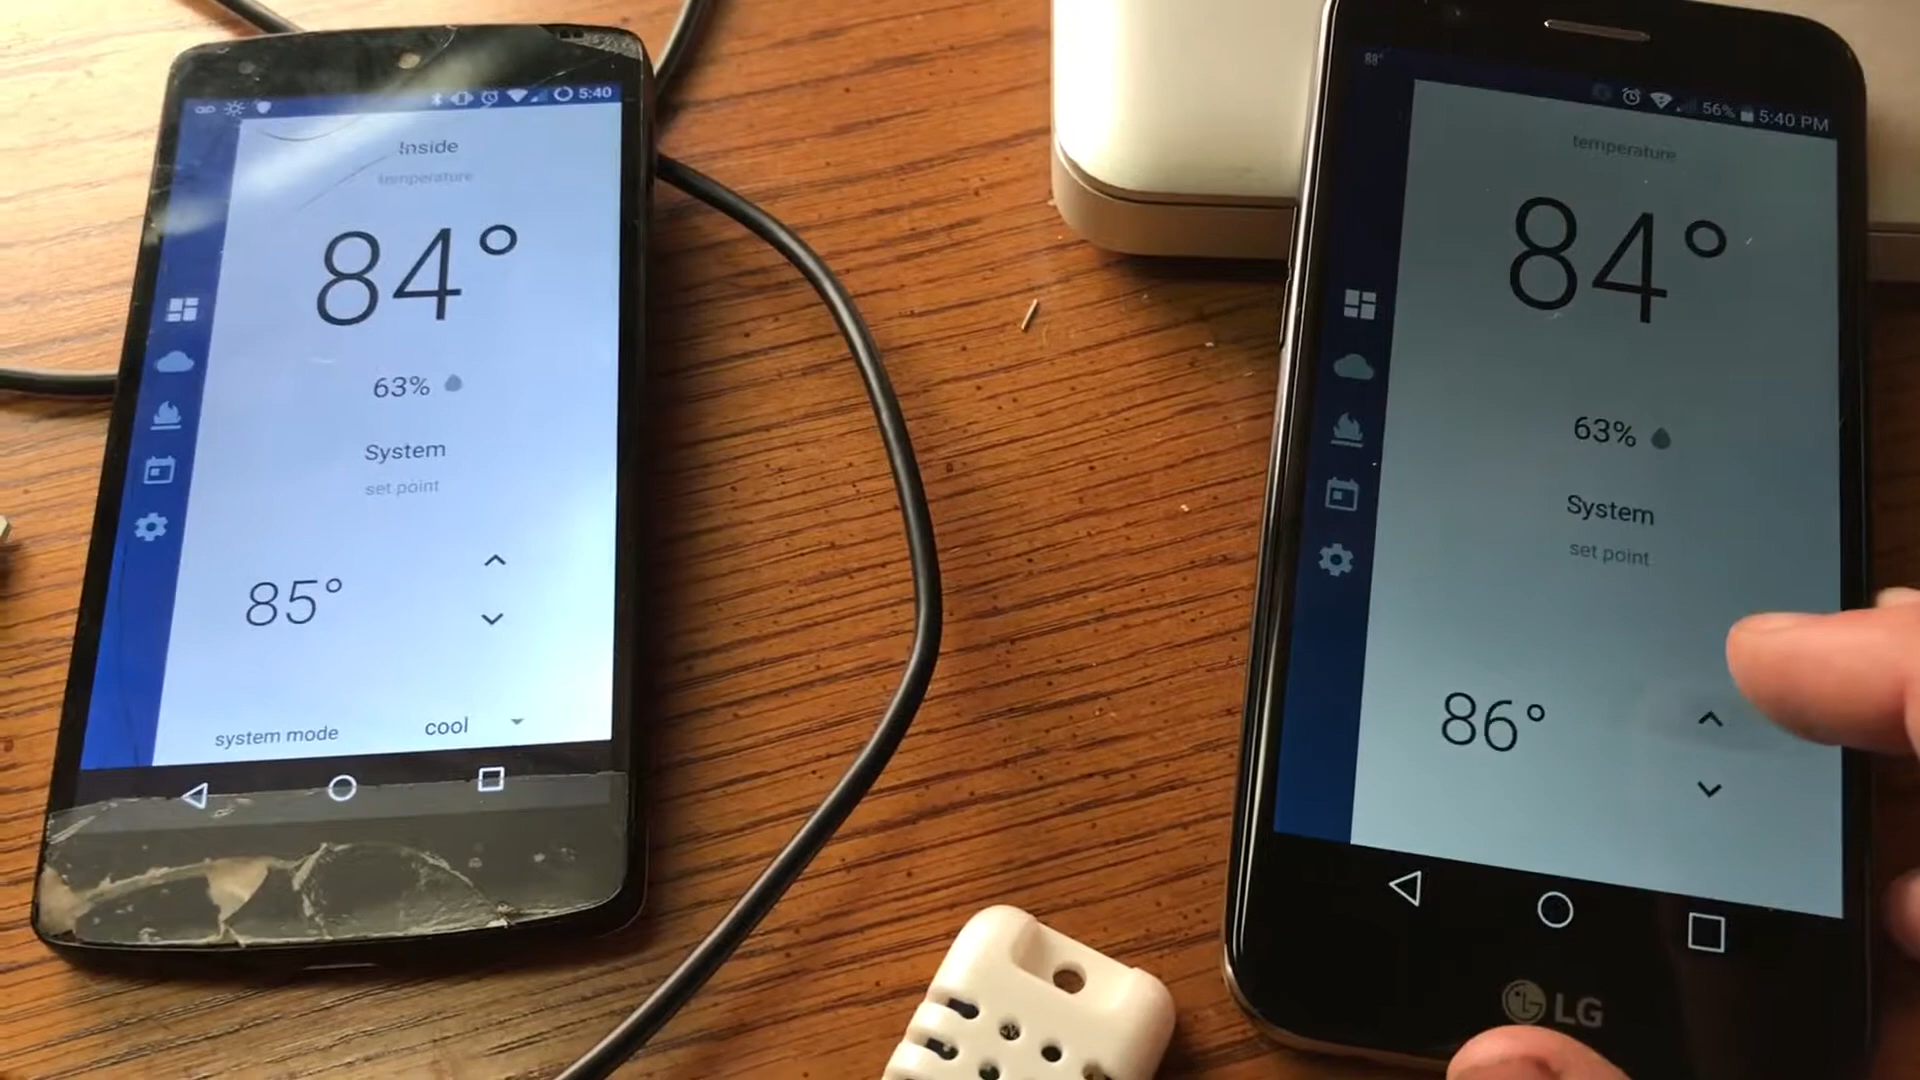 5:40
Inside
temperature
84°
63%
System
set point
85°
system mode cool
88°
56% 5:40 PM
temperature
84°
63%
System
set point
86°
LG